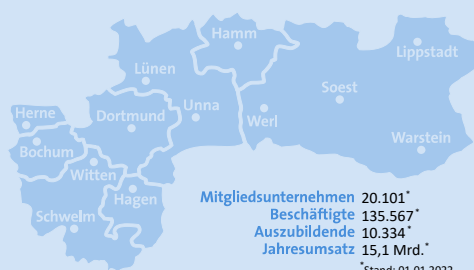 Hamm
Lippstadt
Lünen
Soest
Unna
Herne
Dortmund
Werl
Warstein
Bochum
Witten
Hagen
Schwelm
Mitgliedsunternehmen 20.101*
Beschäftigte 135.567*
Auszubildende 10.334*
Jahresumsatz 15,1 Mrd.*
*Stand: 01.01.2022